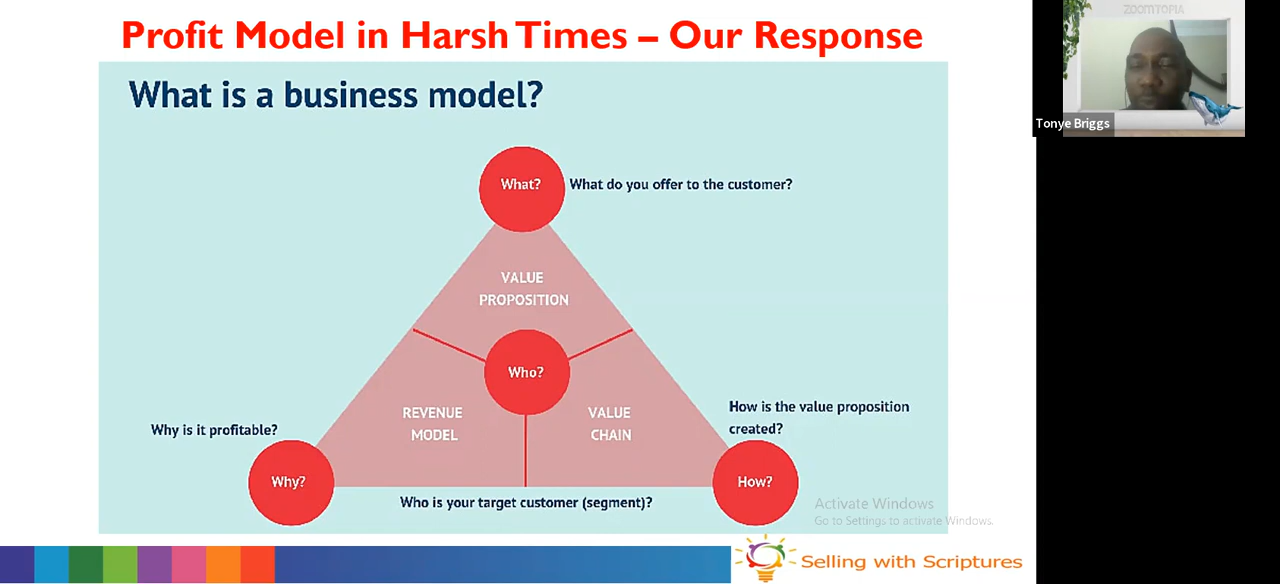 Profit Model in Harsh Times – Our Response
ZOOMTOPIA
Tonye Briggs
What is a business model?
What?
What do you offer to the customer?
VALUE
PROPOSITION
Who?
REVENUE
MODEL
VALUE
CHAIN
Why is it profitable?
How is the value proposition
created?
Why?
How?
Who is your target customer (segment)?
Activate Windows
Go to Settings to activate Windows.
Selling with Scriptures